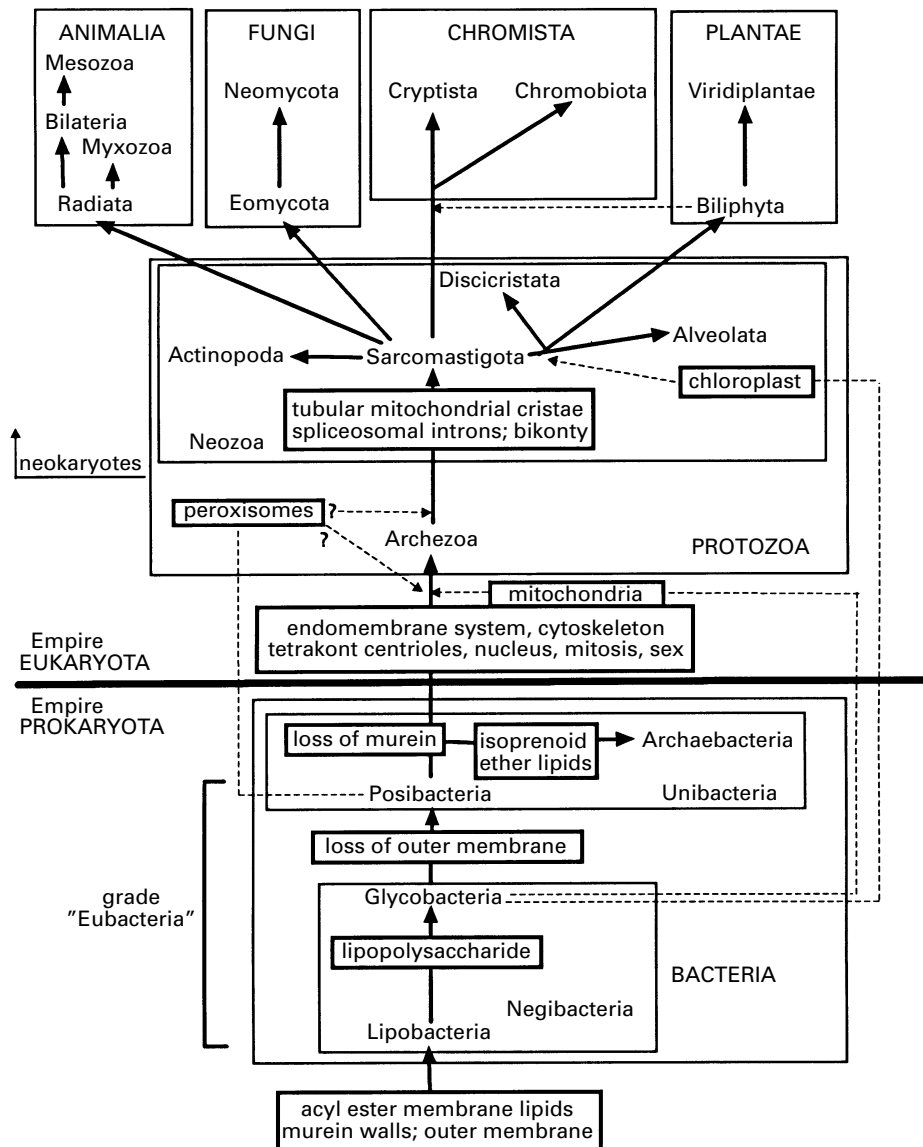 ANIMALIA
Mesozoa
Bilateria
Myxozoa
Radiata
FUNGI
Neomycota
Eomycota
CHROMISTA
Cryptista
Chromobiota
PLANTAE
Viridiplantae
Biliphyta
Discicristata
Actinopoda
Sarcomastigota
Alveolata
chloroplast
tubular mitochondrial cristae
spliceosomal introns; bikonty
Neozoa
neokaryotes
peroxisomes
?
?
Archezoa
PROTOZOA
mitochondria
endomembrane system, cytoskeleton
tetrakont centrioles, nucleus, mitosis, sex
Empire
EUKARYOTA
Empire
PROKARYOTA
loss of murein
isoprenoid
ether lipids
Archaebacteria
Posibacteria
Unibacteria
loss of outer membrane
grade
"Eubacteria"
Glycobacteria
lipopolysaccharide
BACTERIA
Negibacteria
Lipobacteria
acyl ester membrane lipids
murein walls; outer membrane